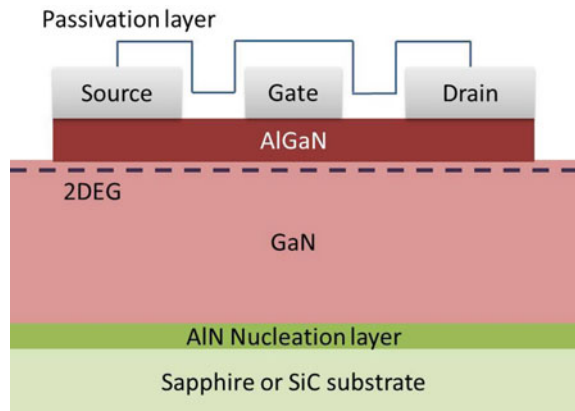 Passivation layer
Source
Gate
Drain
AlGaN
2DEG
GaN
AlN Nucleation layer
Sapphire or SiC substrate